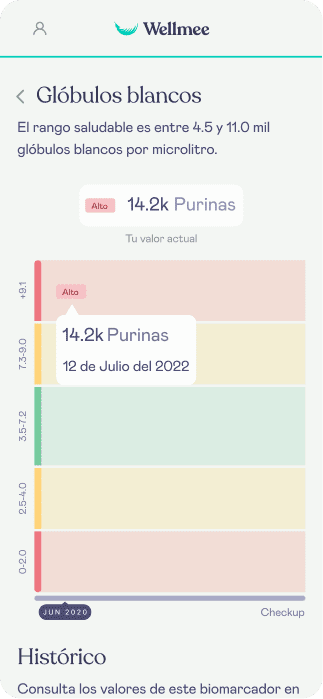 Wellmee
Glóbulos blancos
El rango saludable es entre 4.5 y 11.0 mil
glóbulos blancos por microlitro.
Alto 14.2k Purinas
Tu valor actual
+9.1
Alto
14.2k Purinas
12 de Julio del 2022
7.3-9.0
3.5-7.2
2.5-4.0
0-2.0
JUN 2020
Checkup
Histórico
Consulta los valores de este biomarcador en